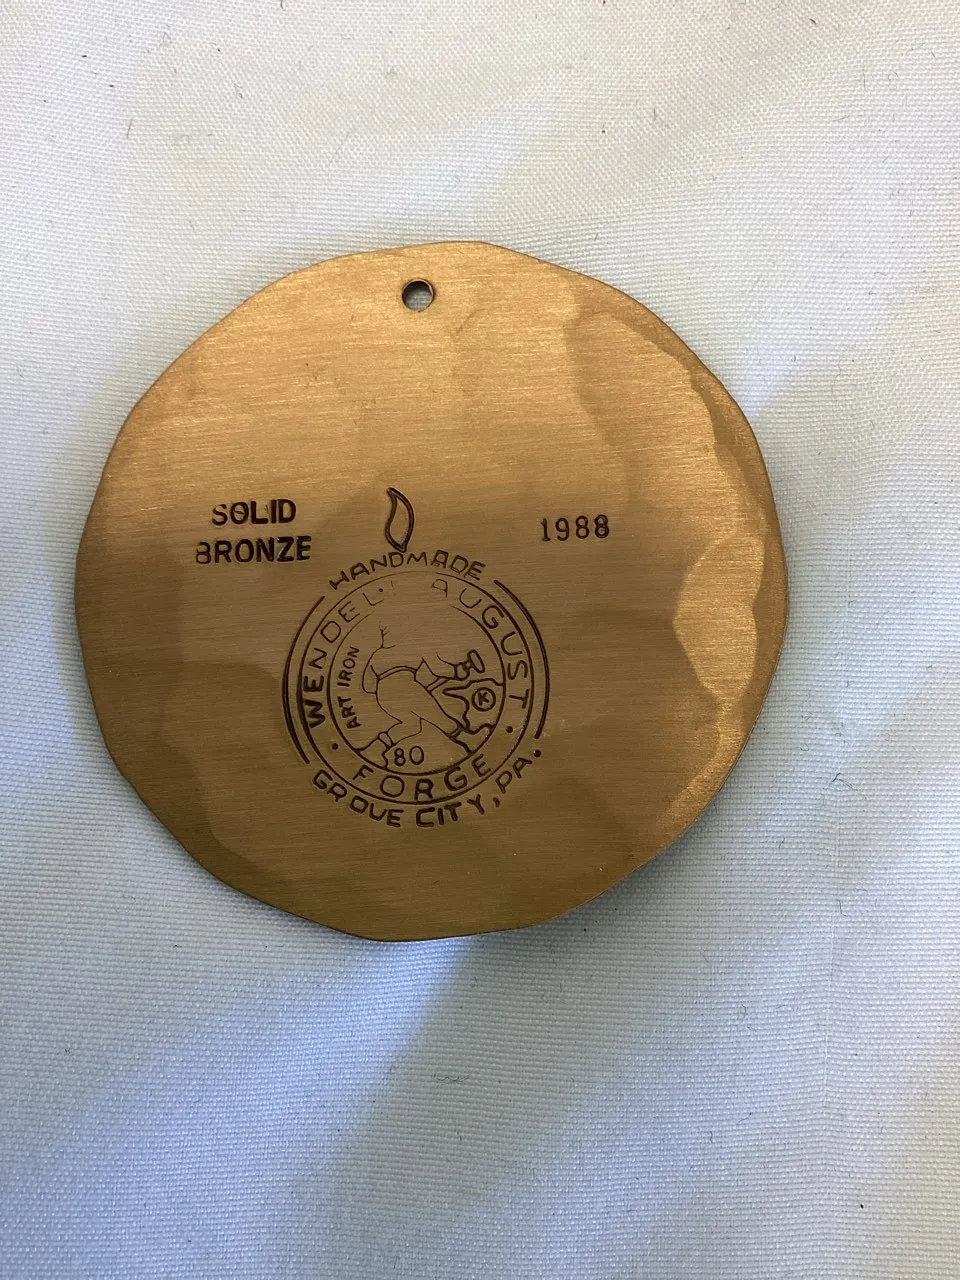 SOLID
BRONZE
1988
HANDMADE
WENDELL AUGUST
FORGE
ART IRON
K
80
GROVE CITY, PA.